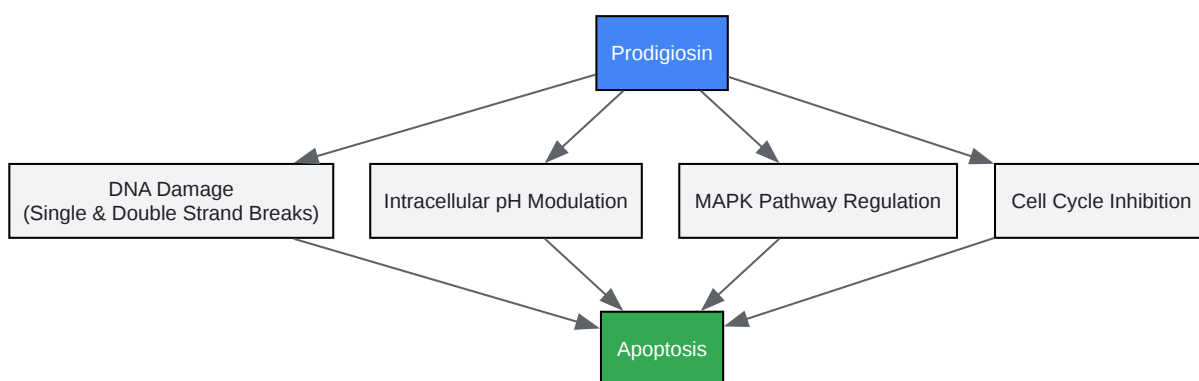 Prodigiosin
DNA Damage
(Single & Double Strand Breaks)
Intracellular pH Modulation
MAPK Pathway Regulation
Cell Cycle Inhibition
Apoptosis